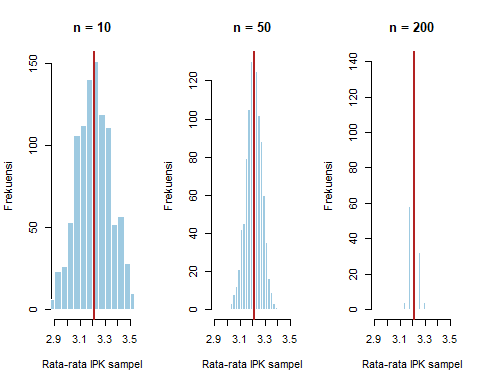 n = 10
Frekuensi
0 50 100 150
2.9 3.1 3.3 3.5
Rata-rata IPK sampel
n = 50
Frekuensi
0 20 40 60 80 100 120
2.9 3.1 3.3 3.5
Rata-rata IPK sampel
n = 200
Frekuensi
0 20 40 60 80 100 120 140
2.9 3.1 3.3 3.5
Rata-rata IPK sampel